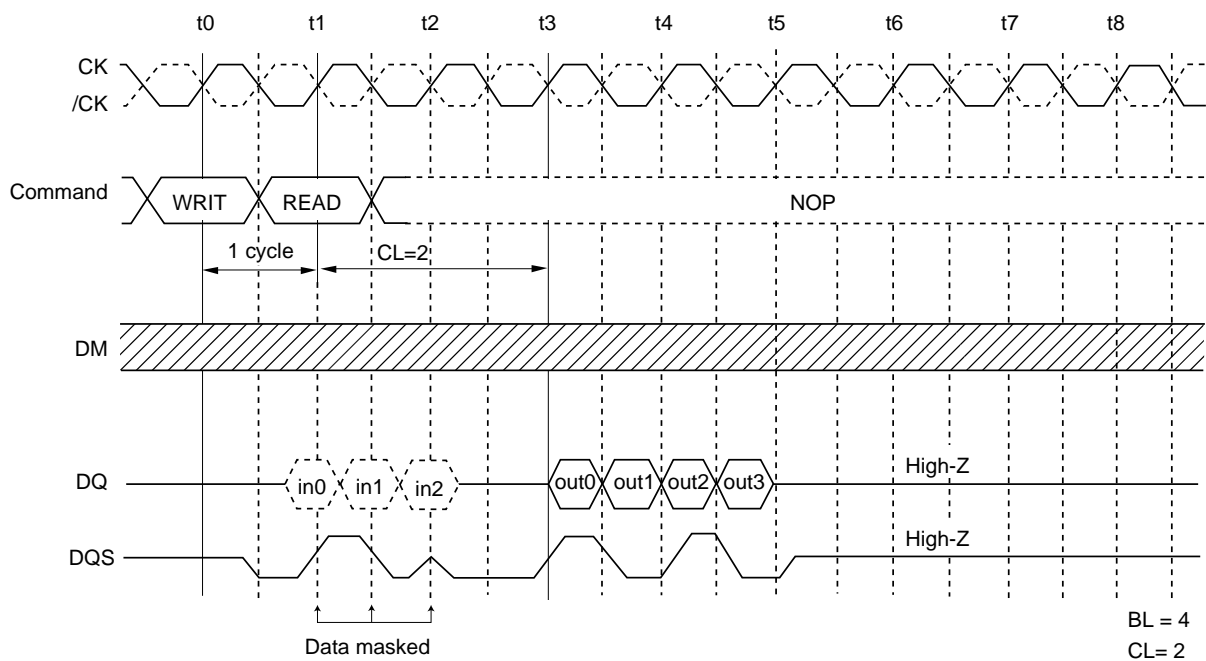 t0 t1 t2 t3 t4 t5 t6 t7 t8
CK
/CK
Command WRIT READ NOP
1 cycle CL=2
DM
DQ in0 in1 in2 out0 out1 out2 out3 High-Z
DQS High-Z
Data masked
BL = 4
CL= 2